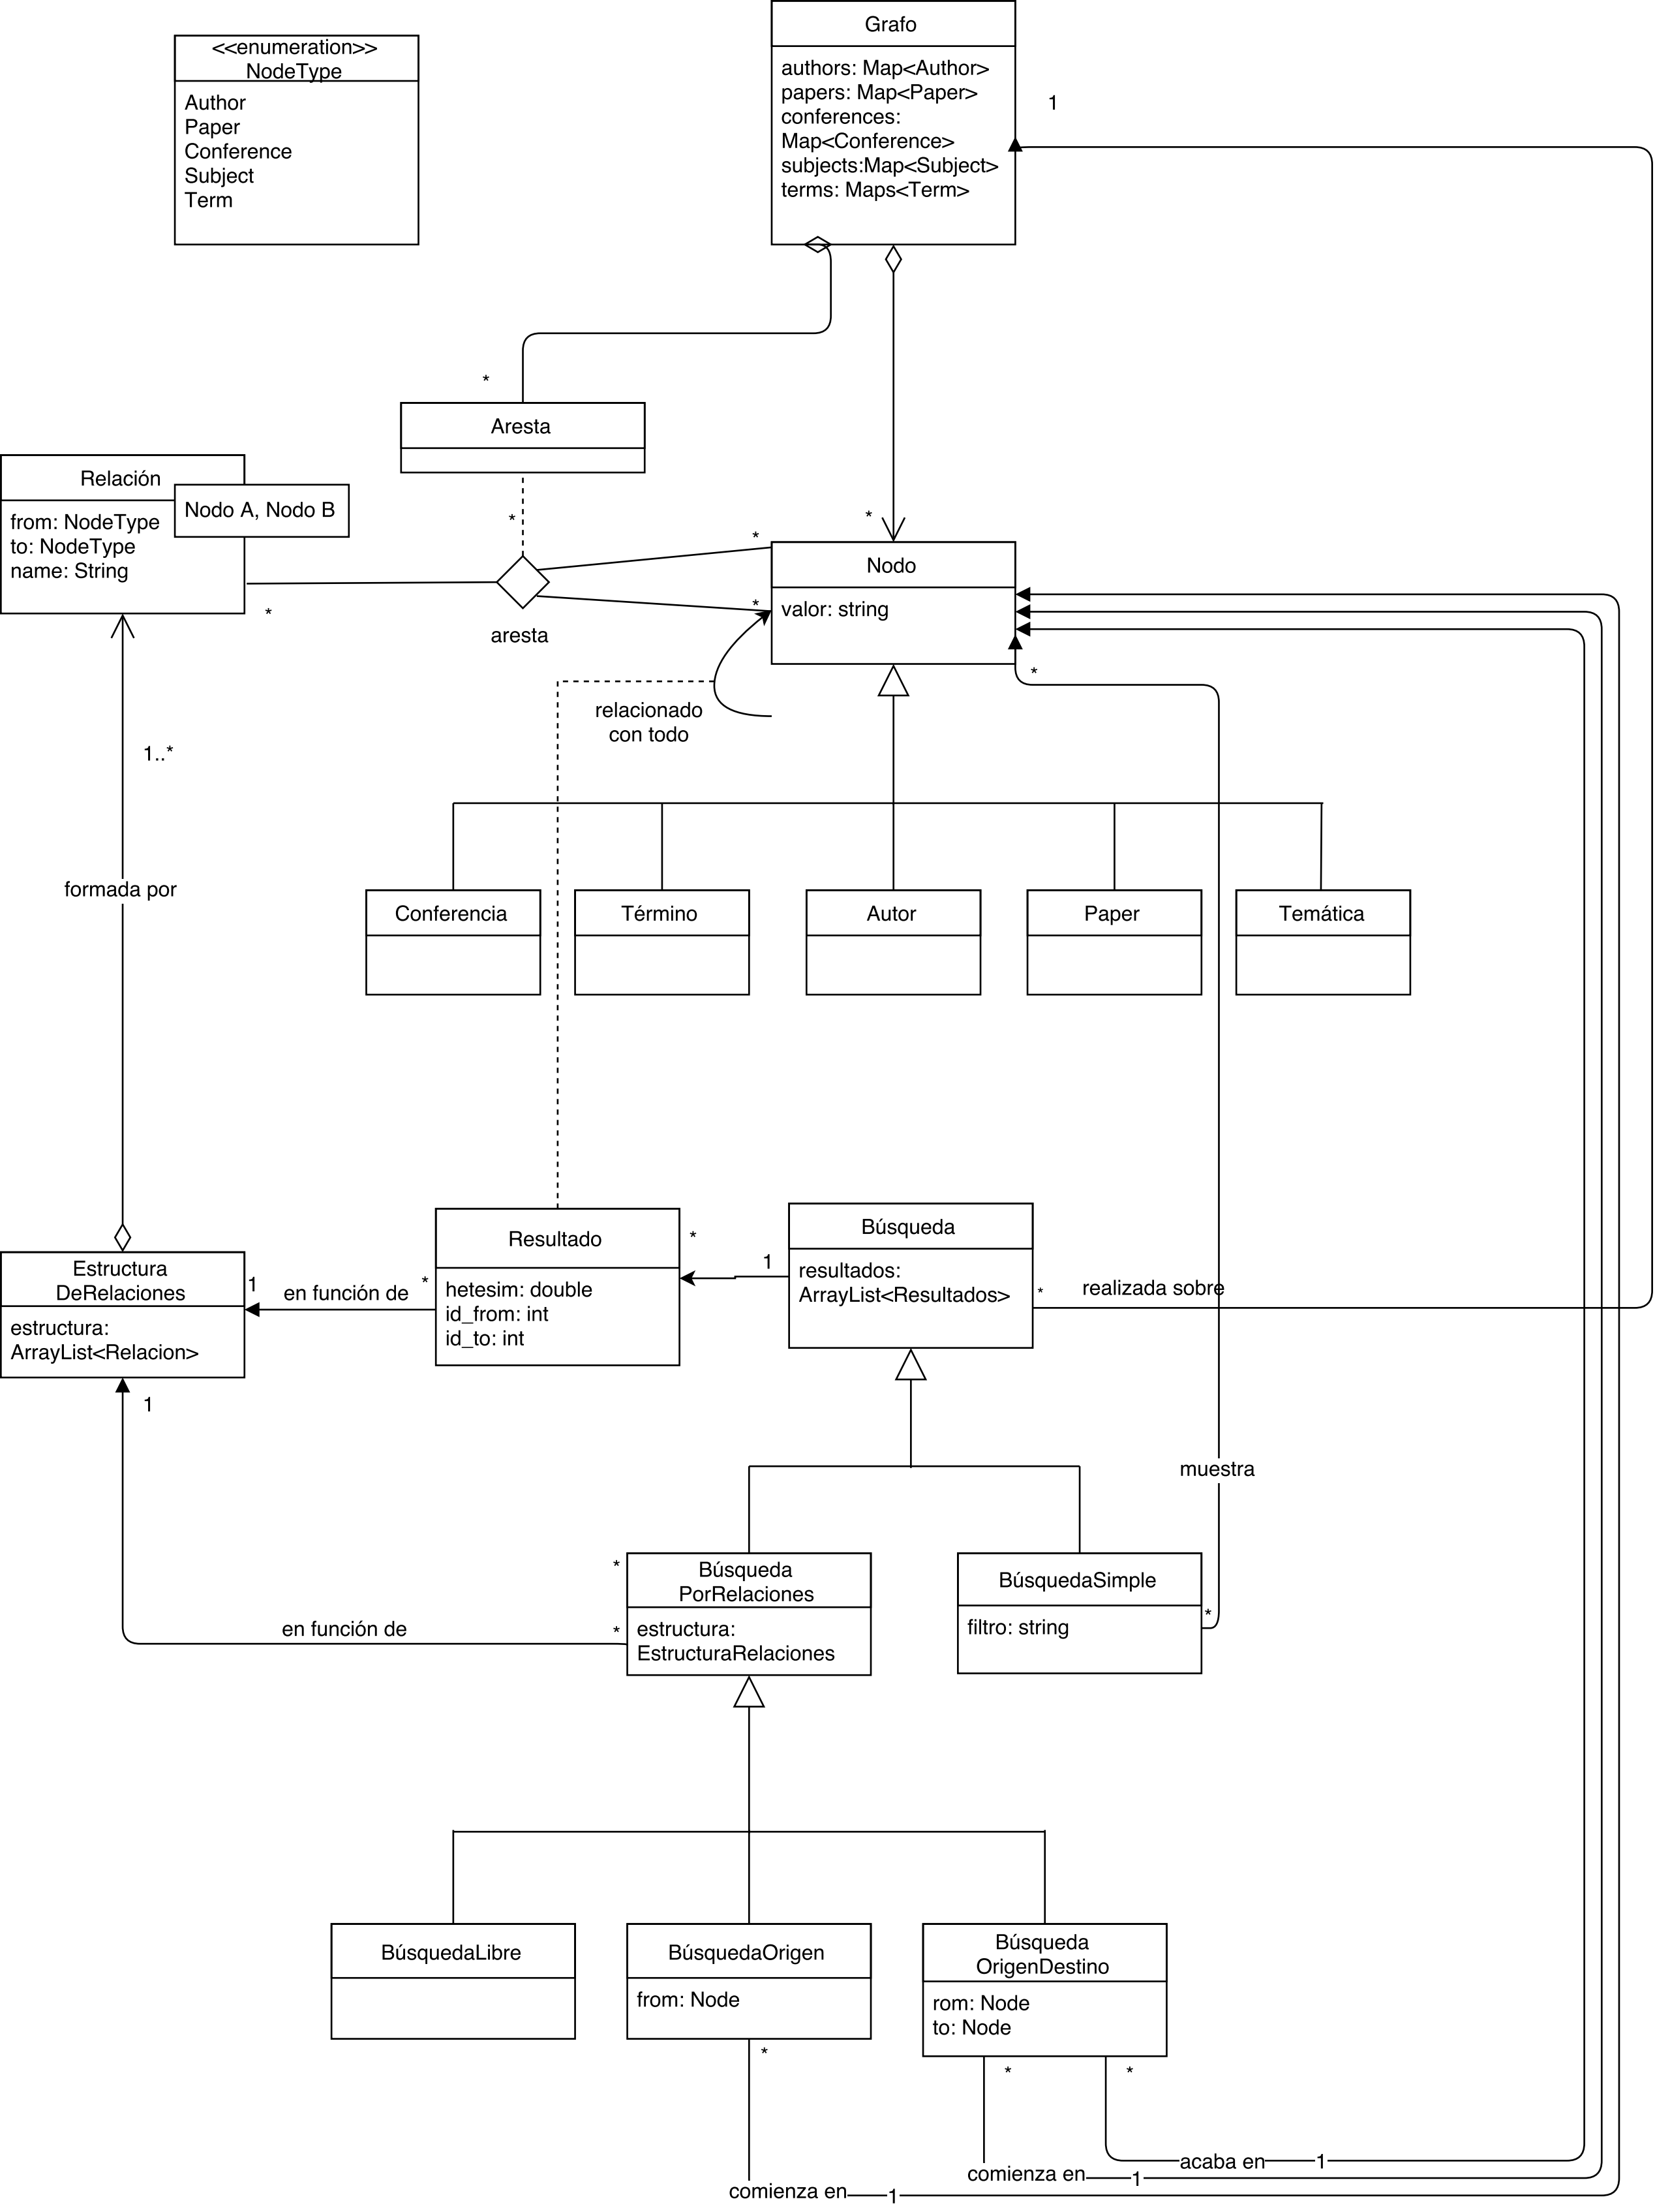 Grafo
authors: Map<Author>
papers: Map<Paper>
conferences:
Map<Conference>
subjects:Map<Subject>
terms: Maps<Term>
1
<<enumeration>>
NodeType
Author
Paper
Conference
Subject
Term
*
Aresta
Relación
from: NodeType
to: NodeType
name: String
Nodo A, Nodo B
*
*
*
*
*
aresta
Nodo
valor: string
*
relacionado
con todo
1..*
formada por
Conferencia
Término
Autor
Paper
Temática
Estructura
DeRelaciones
estructura:
ArrayList<Relacion>
1
en función de
*
Resultado
hetesim: double
id_from: int
id_to: int
*
1
Búsqueda
resultados:
ArrayList<Resultados>
*
realizada sobre
1
muestra
*
Búsqueda
PorRelaciones
estructura:
EstructuraRelaciones
BúsquedaSimple
filtro: string
*
en función de
*
BúsquedaLibre
BúsquedaOrigen
from: Node
Búsqueda
OrigenDestino
rom: Node
to: Node
*
*
*
acaba en
1
comienza en
1
comienza en
1